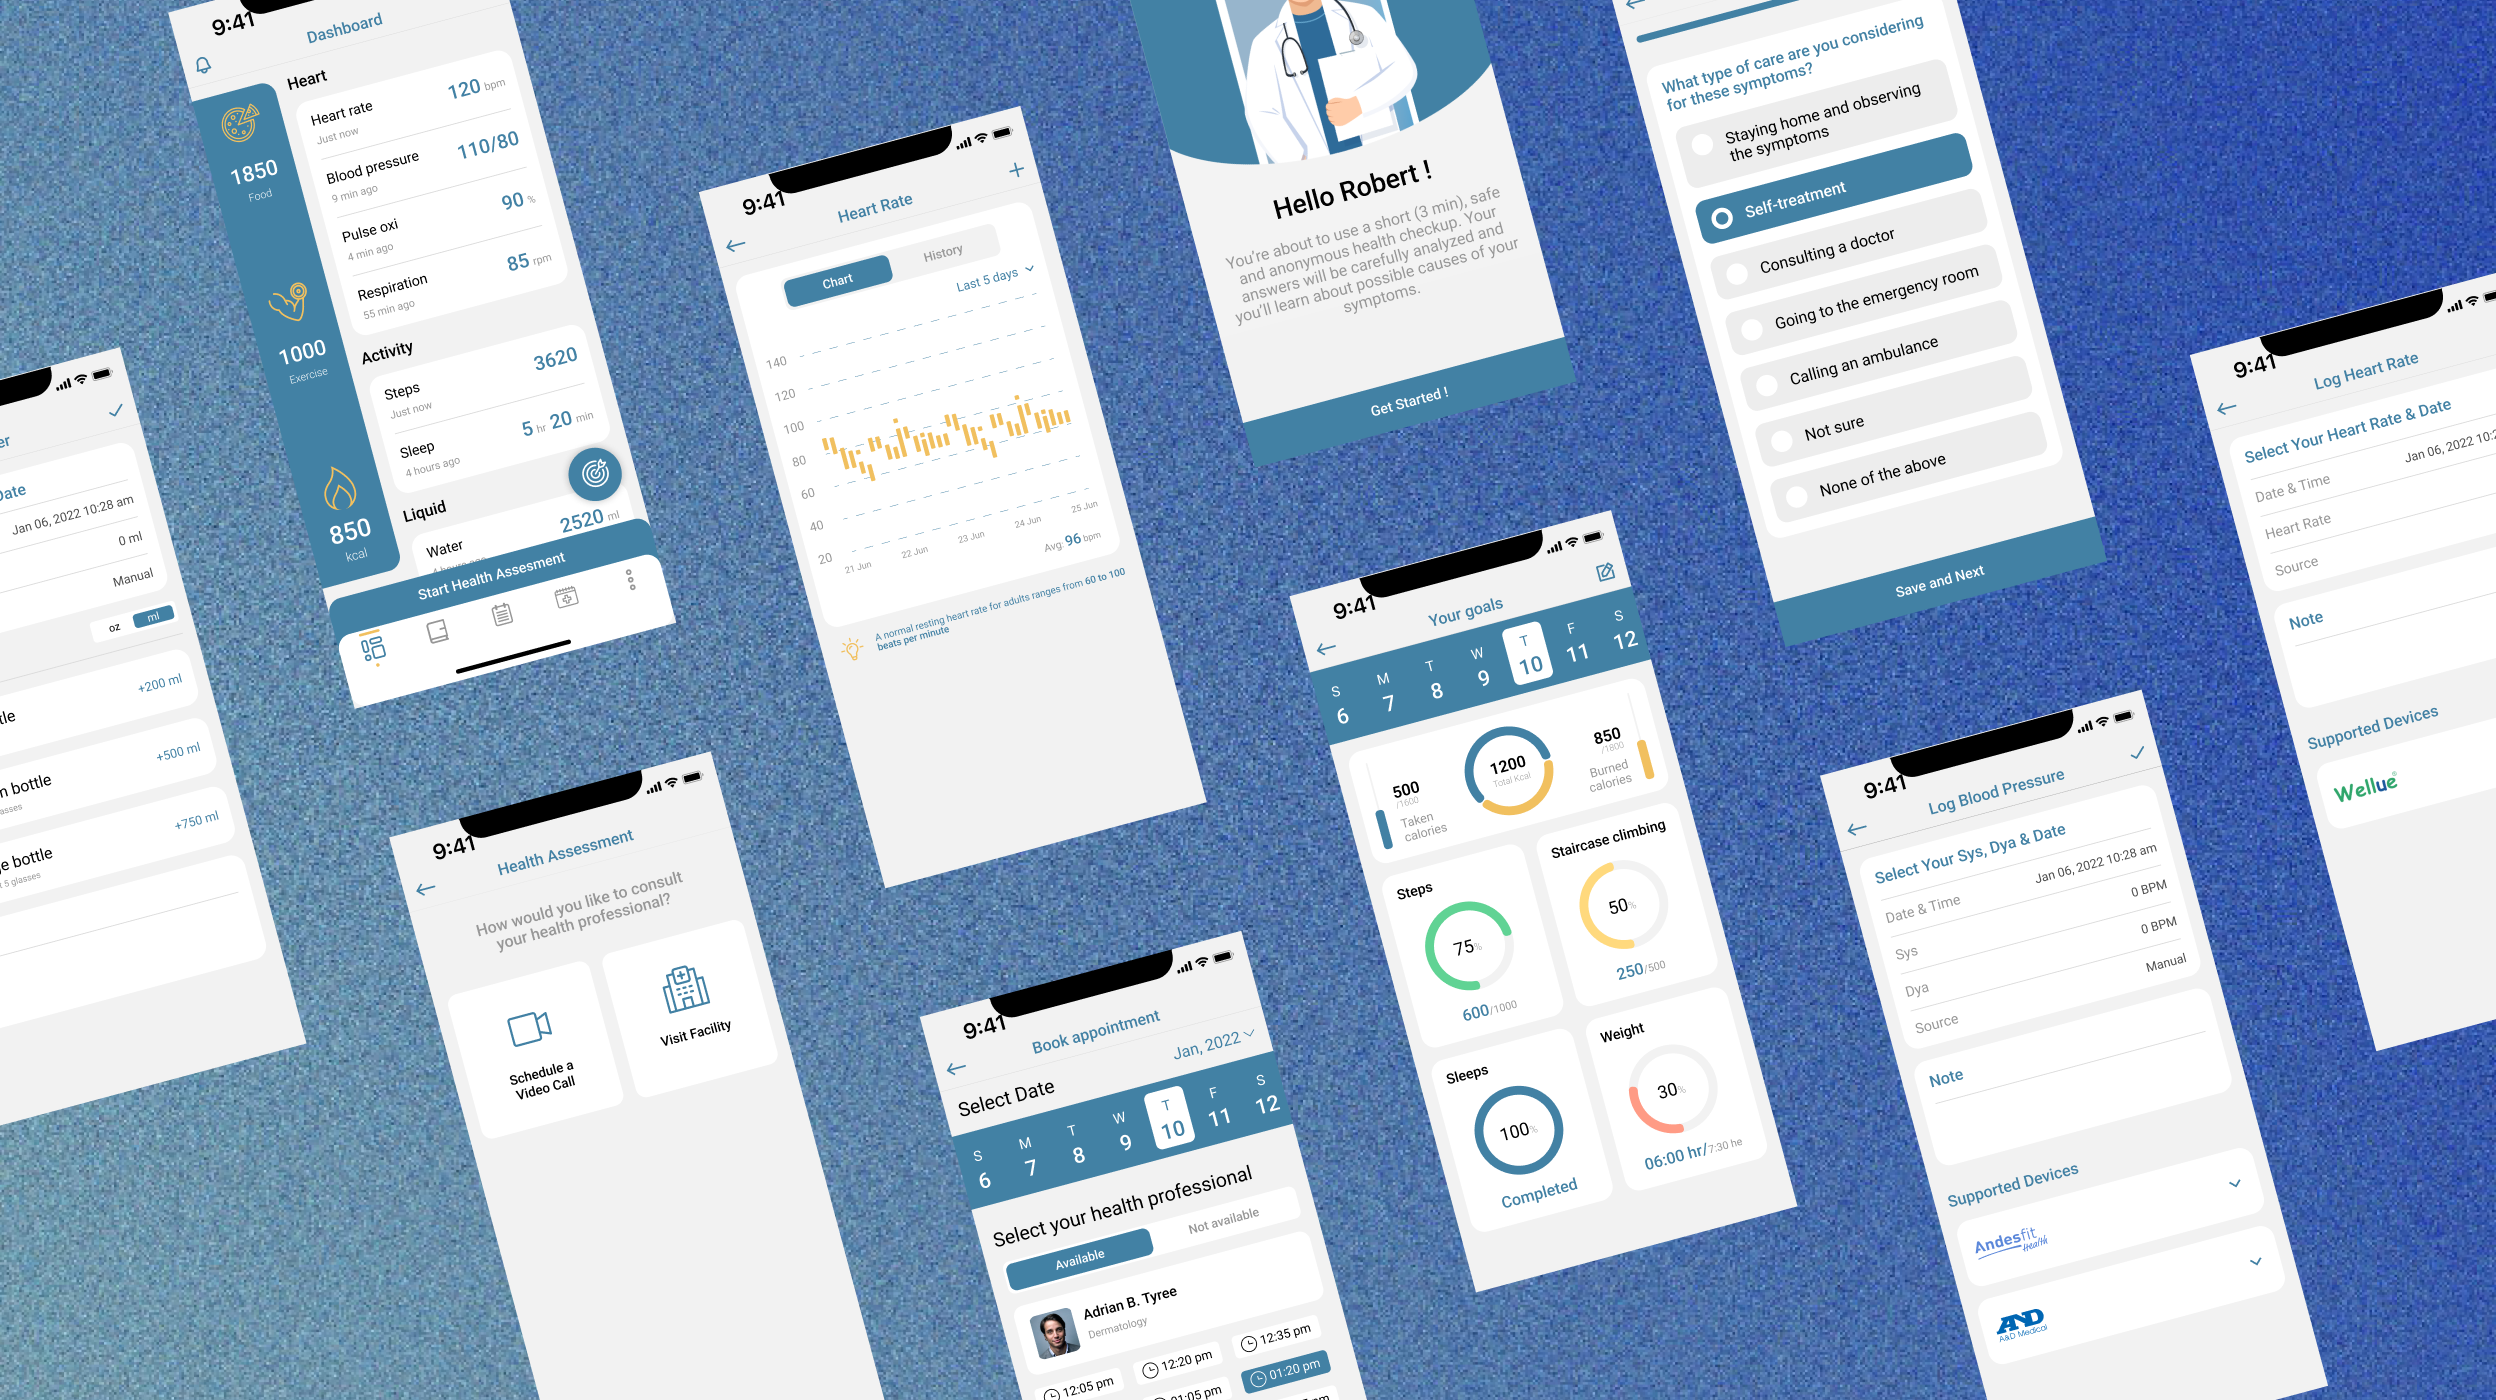 er
Date
Jan 06, 2022 10:28 am
0 ml
Manual
oz
ml
+200 ml
+500 ml
n bottle
+750 ml
5 glasses
9:41
Dashboard
1850
Food
1000
Exercise
850
kcal
Heart
Heart rate
120 bpm
Just now
Blood pressure
110/80
9 min ago
Pulse oxi
90 %
4 min ago
Respiration
85 rpm
55 min ago
Activity
Steps
3620
Just now
Sleep
5 hr 20 min
4 hours ago
Liquid
Water
2520 ml
Start Health Assesment
9:41
Health Assessment
How would you like to consult
your health professional?
Schedule a
Video Call
Visit Facility
9:41
Heart Rate
Chart
History
Last 5 days
140
120
100
80
60
40
20
21 Jun
22 Jun
23 Jun
24 Jun
25 Jun
Avg: 96 bpm
A normal resting heart rate for adults ranges from 60 to 100
beats per minute
9:41
Book appointment
Jan, 2022
Select Date
S M T W T F S
6 7 8 9 10 11 12
Select your health professional
Available
Not available
Adrian B. Tyree
Dermatology
12:05 pm
12:20 pm
12:35 pm
01:05 pm
01:20 pm
Hello Robert !
You're about to use a short (3 min), safe
and anonymous health checkup. Your
answers will be carefully analyzed and
you'll learn about possible causes of your
symptoms.
Get Started !
9:41
Your goals
S M T W T F S
6 7 8 9 10 11 12
500
/1600
Taken
calories
1200
Total Kcal
850
/1800
Burned
calories
Steps
75%
600/1000
Staircase climbing
50%
250/500
Sleeps
100%
Completed
Weight
30%
06:00 hr/7:30 he
What type of care are you considering
for these symptoms?
Staying home and observing
the symptoms
Self-treatment
Consulting a doctor
Going to the emergency room
Calling an ambulance
Not sure
None of the above
Save and Next
9:41
Log Blood Pressure
Select Your Sys, Dya & Date
Date & Time
Jan 06, 2022 10:28 am
Sys
0 BPM
Dya
0 BPM
Source
Manual
Note
Supported Devices
Andesfit
Health
AND
A&D Medical
9:41
Log Heart Rate
Select Your Heart Rate & Date
Date & Time
Jan 06, 2022 10:2
Heart Rate
Source
Note
Supported Devices
Wellue